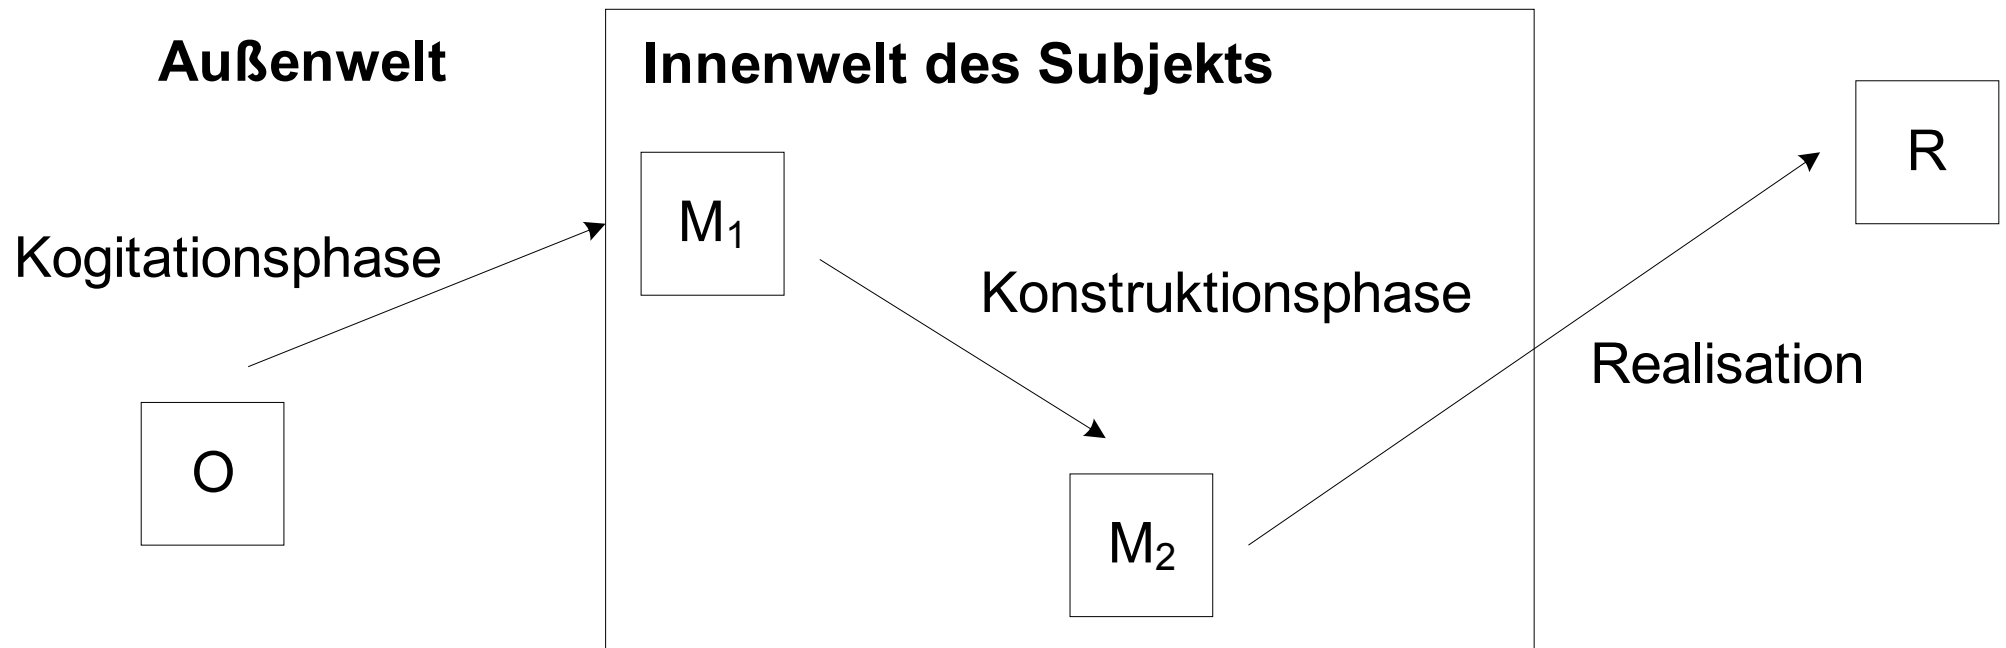 Außenwelt
Innenwelt des Subjekts
R
M₁
Kogitationsphase
Konstruktionsphase
Realisation
O
M₂